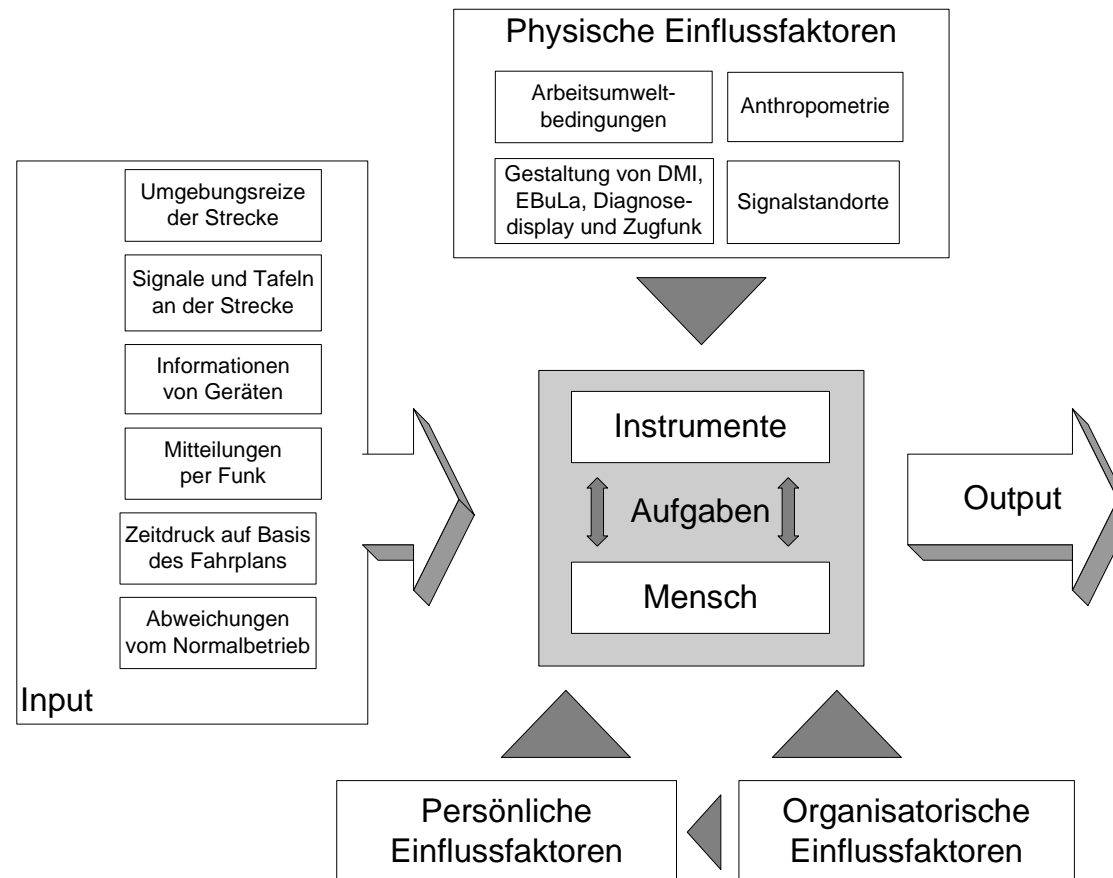 Physische Einflussfaktoren
Arbeitsumwelt-
bedingungen
Anthropometrie
Gestaltung von DMI,
EBuLa, Diagnose-
display und Zugfunk
Signalstandorte
Umgebungsreize
der Strecke
Signale und Tafeln
an der Strecke
Informationen
von Geräten
Mitteilungen
per Funk
Zeitdruck auf Basis
des Fahrplans
Abweichungen
vom Normalbetrieb
Input
Instrumente
Aufgaben
Mensch
Output
Persönliche
Einflussfaktoren
Organisatorische
Einflussfaktoren